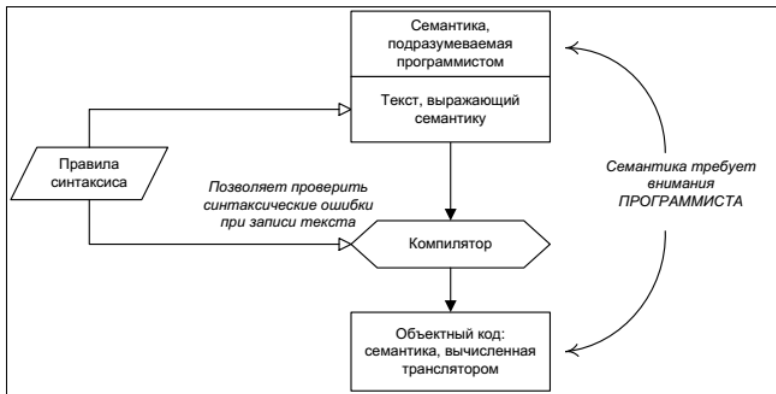 Семантика,
подразумеваемая
программистом
Текст, выражающий
семантику
Правила
синтаксиса
Позволяет проверить
синтаксические ошибки
при записи текста
Семантика требует
внимания
ПРОГРАММИСТА
Компилятор
Объектный код:
семантика, вычисленная
транслятором